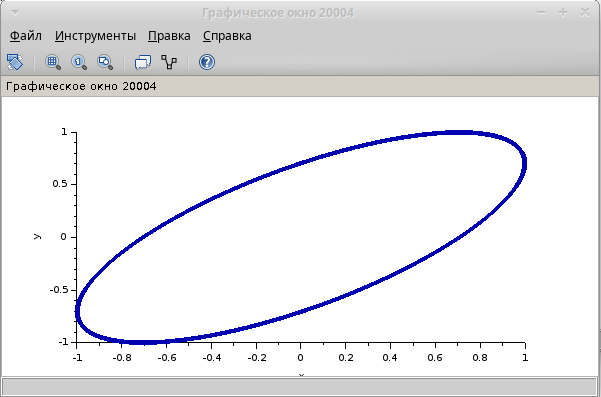 Графическое окно 20004
Файл Инструменты Правка Справка
Графическое окно 20004
1
0.5
0
-0.5
-1
y
-1 -0.8 -0.6 -0.4 -0.2 0 0.2 0.4 0.6 0.8 1